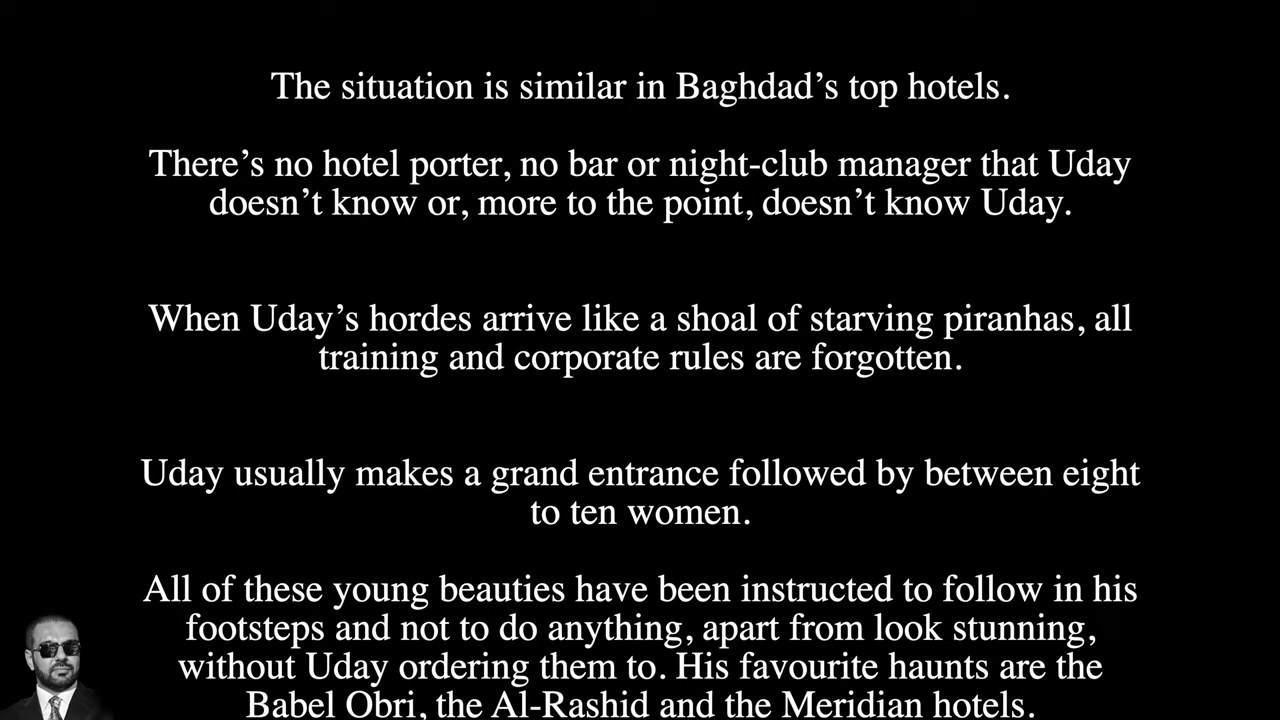 The situation is similar in Baghdad’s top hotels.
There’s no hotel porter, no bar or night-club manager that Uday
doesn’t know or, more to the point, doesn’t know Uday.
When Uday’s hordes arrive like a shoal of starving piranhas, all
training and corporate rules are forgotten.
Uday usually makes a grand entrance followed by between eight
to ten women.
All of these young beauties have been instructed to follow in his
footsteps and not to do anything, apart from look stunning,
without Uday ordering them to. His favourite haunts are the
Babel Obri, the Al-Rashid and the Meridian hotels.